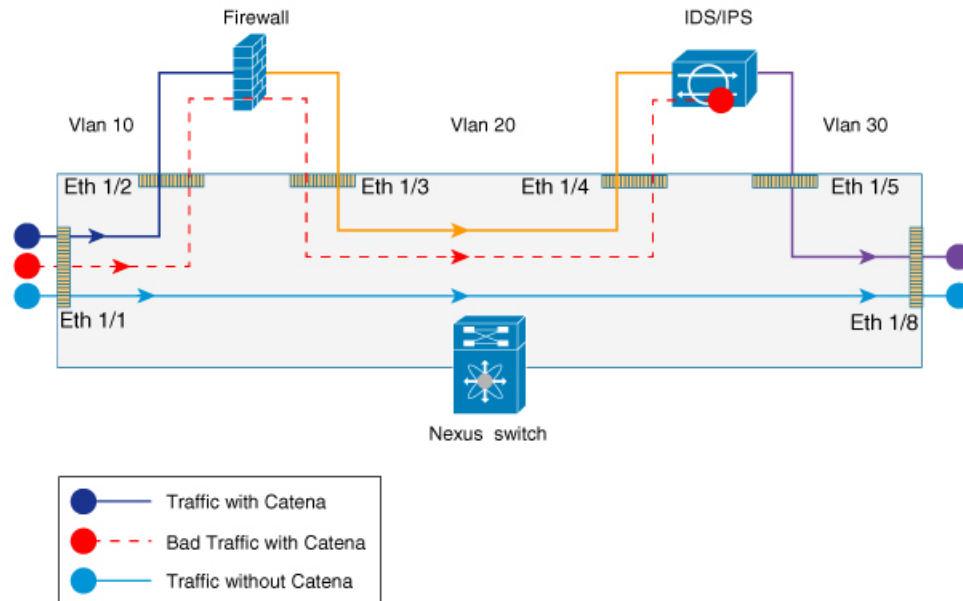 Firewall
IDS/IPS
Vlan 10
Vlan 20
Vlan 30
Eth 1/2
Eth 1/3
Eth 1/4
Eth 1/5
Eth 1/1
Eth 1/8
Nexus switch
Traffic with Catena
Bad Traffic with Catena
Traffic without Catena